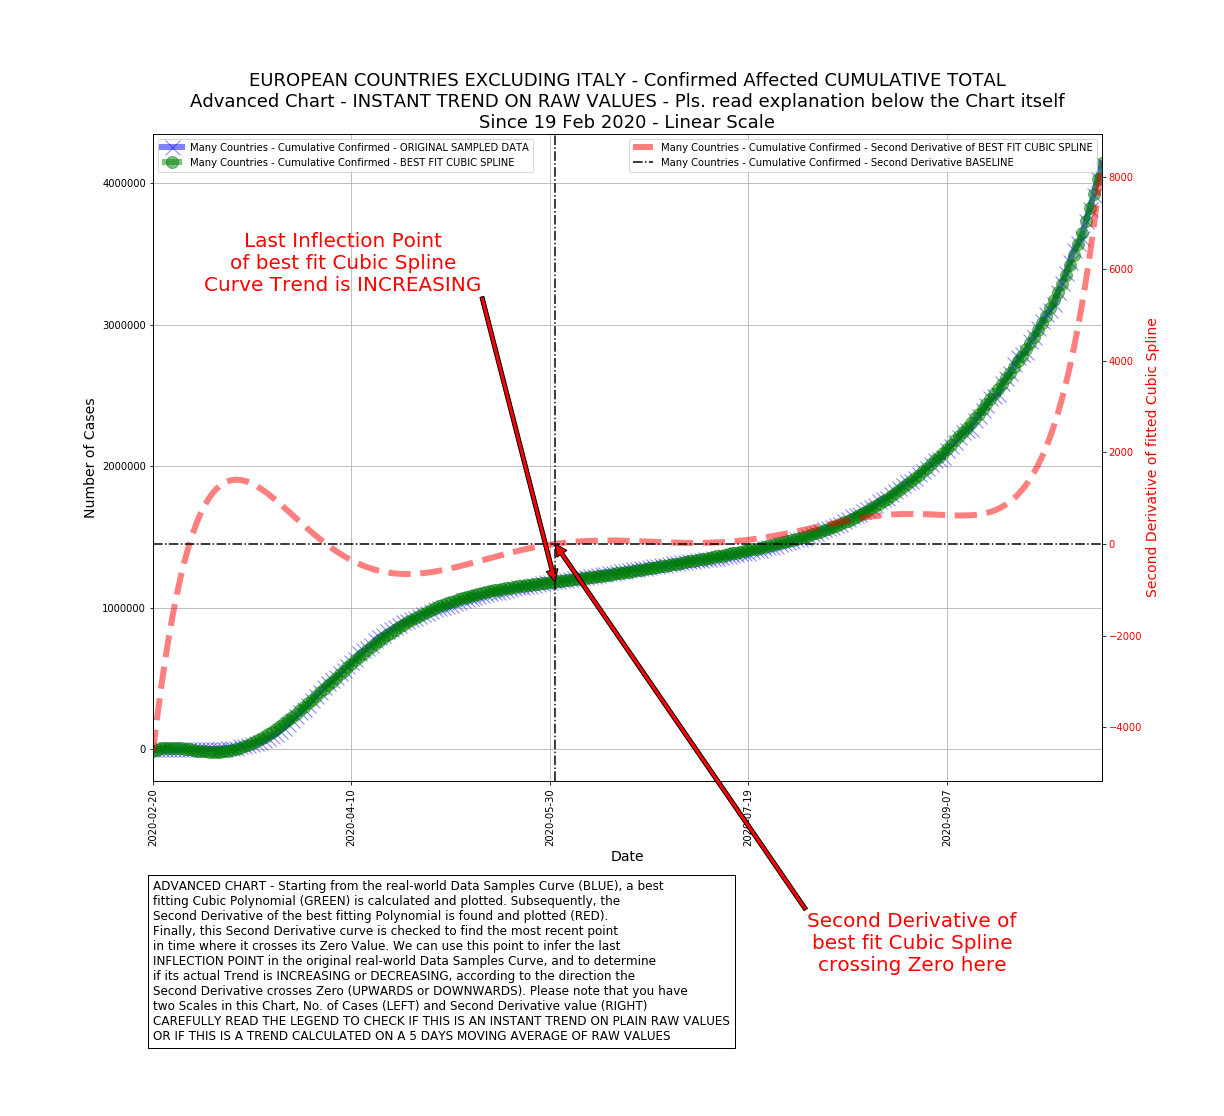 EUROPEAN COUNTRIES EXCLUDING ITALY - Confirmed Affected CUMULATIVE TOTAL
Advanced Chart - INSTANT TREND ON RAW VALUES - Pls. read explanation below the Chart itself
Since 19 Feb 2020 - Linear Scale
Many Countries - Cumulative Confirmed - ORIGINAL SAMPLED DATA
Many Countries - Cumulative Confirmed - BEST FIT CUBIC SPLINE
Many Countries - Cumulative Confirmed - Second Derivative of BEST FIT CUBIC SPLINE
Many Countries - Cumulative Confirmed - Second Derivative BASELINE
Last Inflection Point
of best fit Cubic Spline
Curve Trend is INCREASING
Number of Cases
4000000
3000000
2000000
1000000
0
8000
6000
4000
2000
0
−2000
−4000
Second Derivative of fitted Cubic Spline
2020-02-20
2020-04-10
2020-05-30
2020-07-19
2020-09-07
Date
Second Derivative of
best fit Cubic Spline
crossing Zero here
ADVANCED CHART - Starting from the real-world Data Samples Curve (BLUE), a best
fitting Cubic Polynomial (GREEN) is calculated and plotted. Subsequently, the
Second Derivative of the best fitting Polynomial is found and plotted (RED).
Finally, this Second Derivative curve is checked to find the most recent point
in time where it crosses its Zero Value. We can use this point to infer the last
INFLECTION POINT in the original real-world Data Samples Curve, and to determine
if its actual Trend is INCREASING or DECREASING, according to the direction the
Second Derivative crosses Zero (UPWARDS or DOWNWARDS). Please note that you have
two Scales in this Chart, No. of Cases (LEFT) and Second Derivative value (RIGHT)
CAREFULLY READ THE LEGEND TO CHECK IF THIS IS AN INSTANT TREND ON PLAIN RAW VALUES
OR IF THIS IS A TREND CALCULATED ON A 5 DAYS MOVING AVERAGE OF RAW VALUES